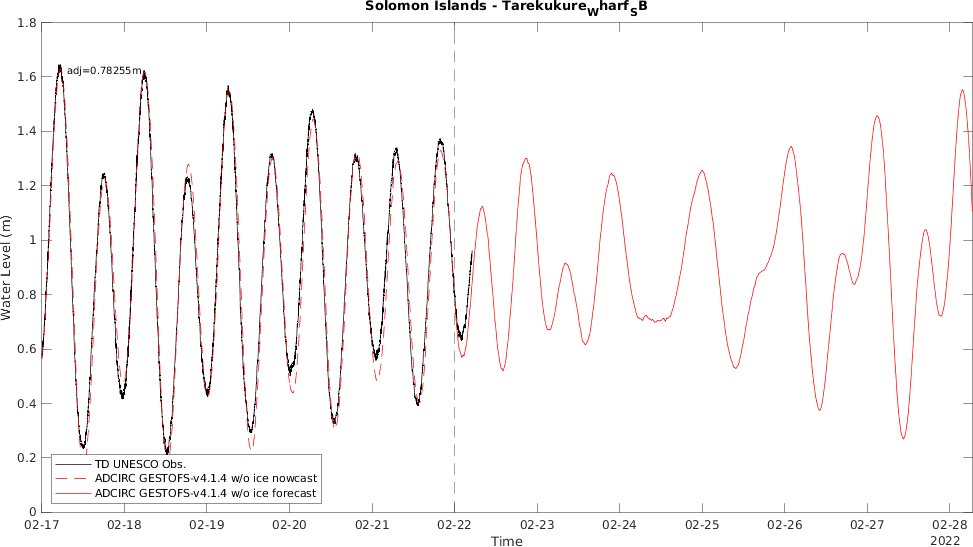 Solomon Islands - TarekukureWharfSB
1.8
1.6
1.4
1.2
1
0.8
0.6
0.4
0.2
0
Water Level (m)
adj=0.78255m
TD UNESCO Obs.
ADCIRC GESTOFS-v4.1.4 w/o ice nowcast
ADCIRC GESTOFS-v4.1.4 w/o ice forecast
02-17 02-18 02-19 02-20 02-21 02-22 02-23 02-24 02-25 02-26 02-27 02-28
Time
2022